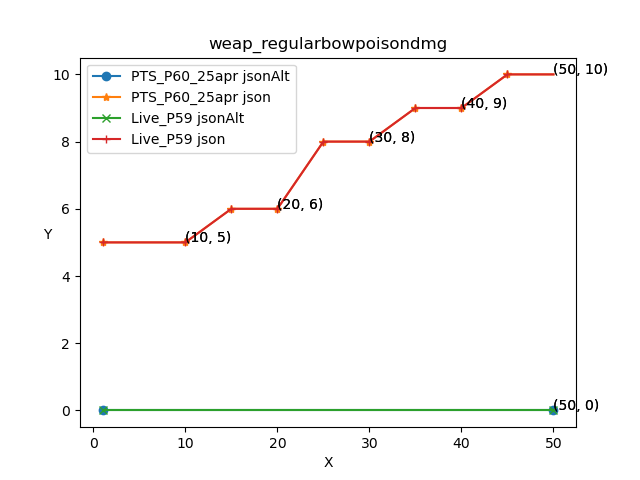 weap_regularbowpoisondmg
PTS_P60_25apr jsonAlt
PTS_P60_25apr json
Live_P59 jsonAlt
Live_P59 json
(50, 10)
(40, 9)
(30, 8)
(20, 6)
(10, 5)
(50, 0)
10
8
6
4
2
0
Y
0 10 20 30 40 50
X